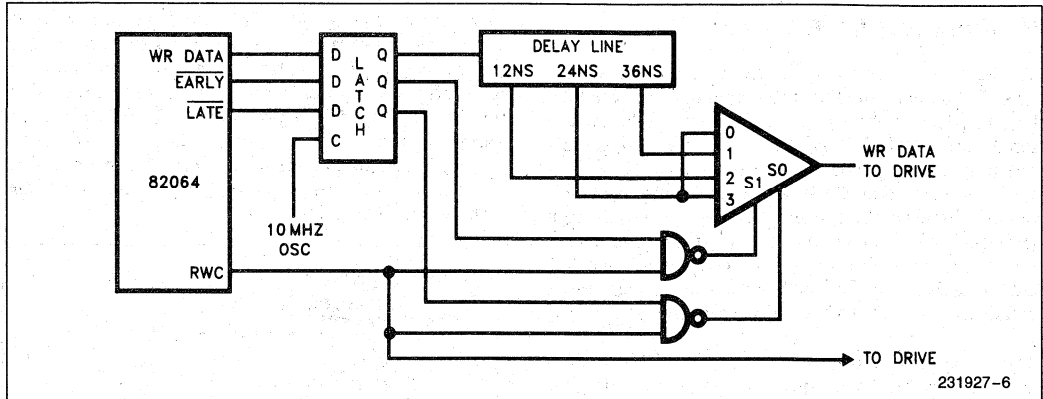 WR DATA
EARLY
LATE
82064
RWC
D Q
D Q
D Q
C
LATCH
10 MHZ
OSC
DELAY LINE
12NS 24NS 36NS
0
1
2
3
S1
S0
WR DATA
TO DRIVE
TO DRIVE
231927-6